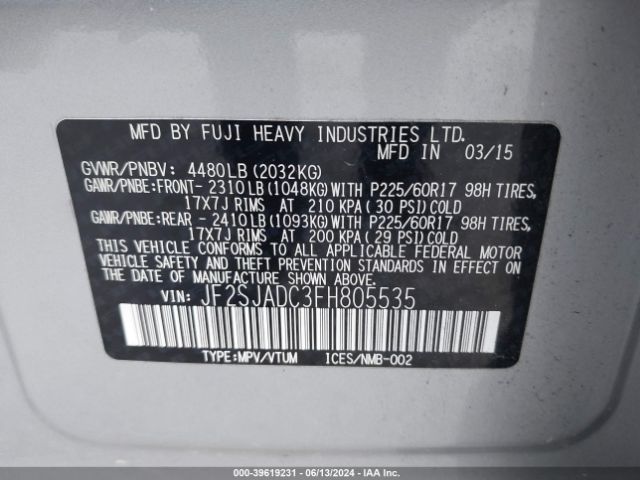 MFD BY FUJI HEAVY INDUSTRIES LTD.
MFD IN 03/15
GVWR/PNBV: 4480LB (2032KG)
GAWR/PNBE:FRONT- 2310LB (1048KG) WITH P225/60R17 98H TIRES,
17X7J RIMS AT 210 KPA (30 PSI) COLD
GAWR/PNBE:REAR - 2410LB (1093KG) WITH P225/60R17 98H TIRES,
17X7J RIMS AT 200 KPA (29 PSI) COLD
THIS VEHICLE CONFORMS TO ALL APPLICABLE FEDERAL MOTOR
VEHICLE SAFETY AND THEFT PREVENTION STANDARDS IN EFFECT
ON THE DATE OF MANUFACTURE SHOWN ABOVE.
VIN: JF2SJADC3FH805535
TYPE:MPV/VTUM ICES/NMB-002
000-39619231 - 06/13/2024 - IAA, Inc.